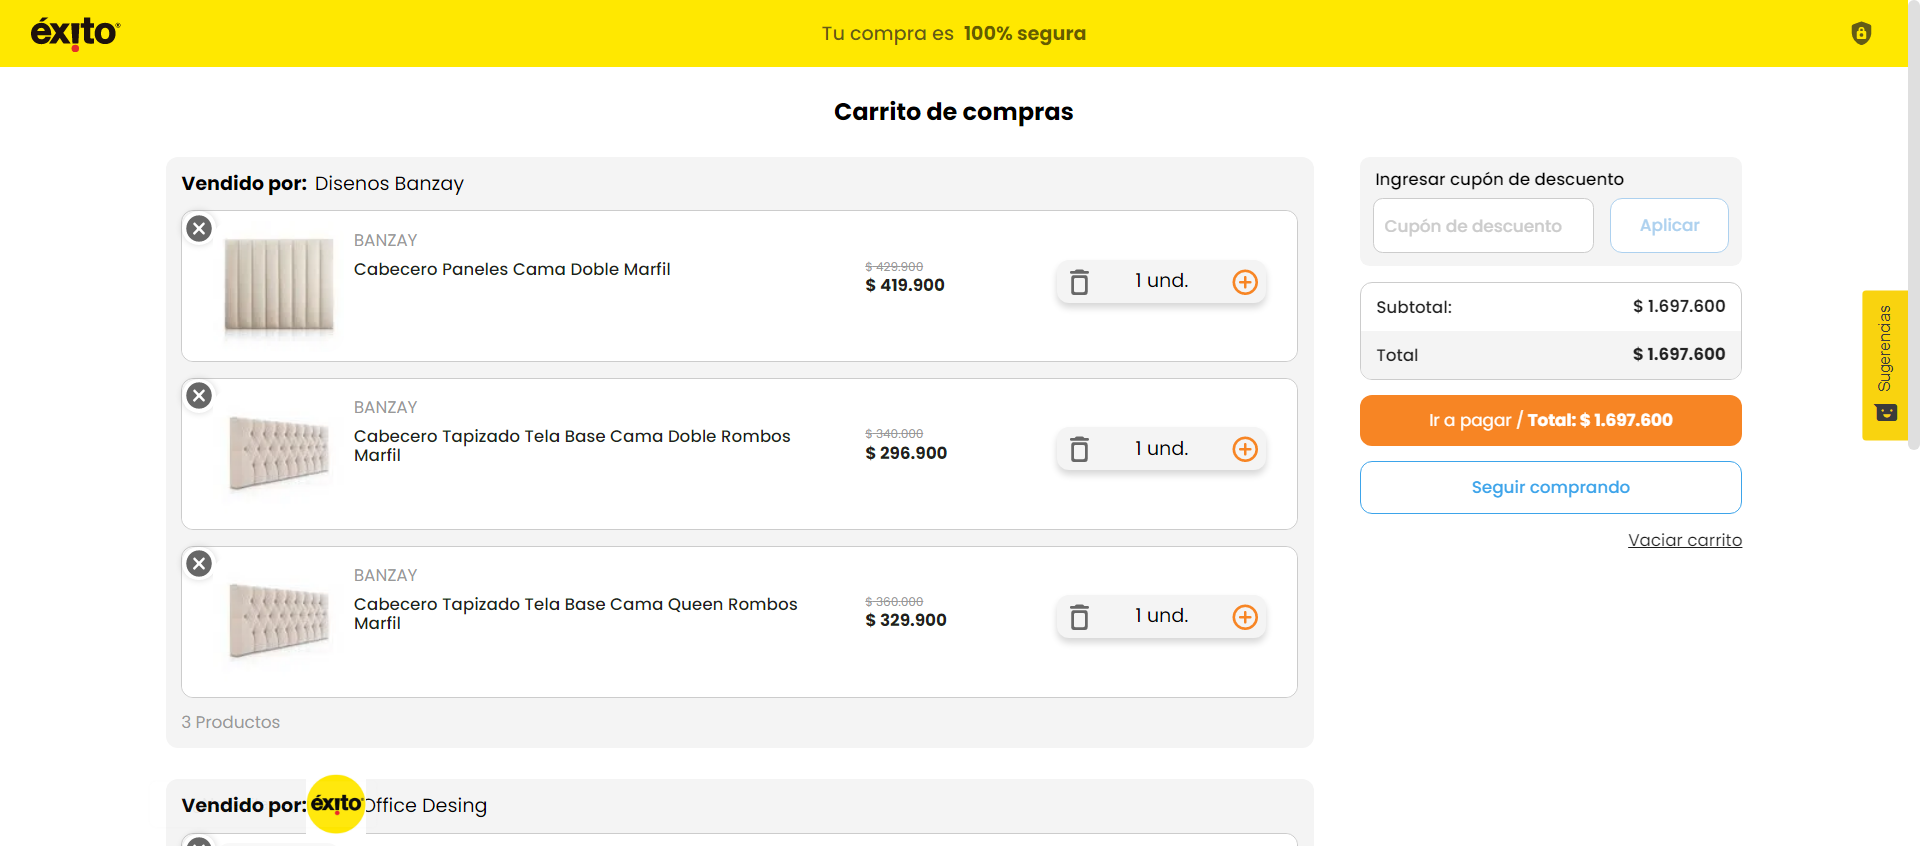 éxito
Tu compra es 100% segura
Carrito de compras
Vendido por: Disenos Banzay
BANZAY
Cabecero Paneles Cama Doble Marfil
$ 429.900
$ 419.900
1 und.
BANZAY
Cabecero Tapizado Tela Base Cama Doble Rombos
Marfil
$ 340.000
$ 296.900
1 und.
BANZAY
Cabecero Tapizado Tela Base Cama Queen Rombos
Marfil
$ 360.000
$ 329.900
1 und.
3 Productos
Vendido por: éxito Office Desing
Ingresar cupón de descuento
Cupón de descuento
Aplicar
Subtotal: $ 1.697.600
Total $ 1.697.600
Ir a pagar / Total: $ 1.697.600
Seguir comprando
Vaciar carrito
Sugerencias